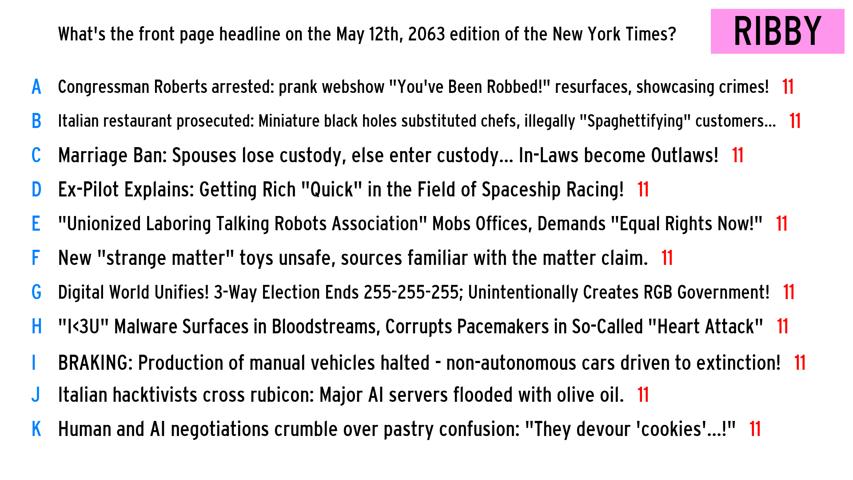 What's the front page headline on the May 12th, 2063 edition of the New York Times?
RIBBY
A Congressman Roberts arrested: prank webshow "You've Been Robbed!" resurfaces, showcasing crimes! 11
B Italian restaurant prosecuted: Miniature black holes substituted chefs, illegally "Spaghettifying" customers... 11
C Marriage Ban: Spouses lose custody, else enter custody... In-Laws become Outlaws! 11
D Ex-Pilot Explains: Getting Rich "Quick" in the Field of Spaceship Racing! 11
E "Unionized Laboring Talking Robots Association" Mobs Offices, Demands "Equal Rights Now!" 11
F New "strange matter" toys unsafe, sources familiar with the matter claim. 11
G Digital World Unifies! 3-Way Election Ends 255-255-255; Unintentionally Creates RGB Government! 11
H "I<3U" Malware Surfaces in Bloodstreams, Corrupts Pacemakers in So-Called "Heart Attack" 11
I BRAKING: Production of manual vehicles halted - non-autonomous cars driven to extinction! 11
J Italian hacktivists cross rubicon: Major AI servers flooded with olive oil. 11
K Human and AI negotiations crumble over pastry confusion: "They devour 'cookies'...!" 11